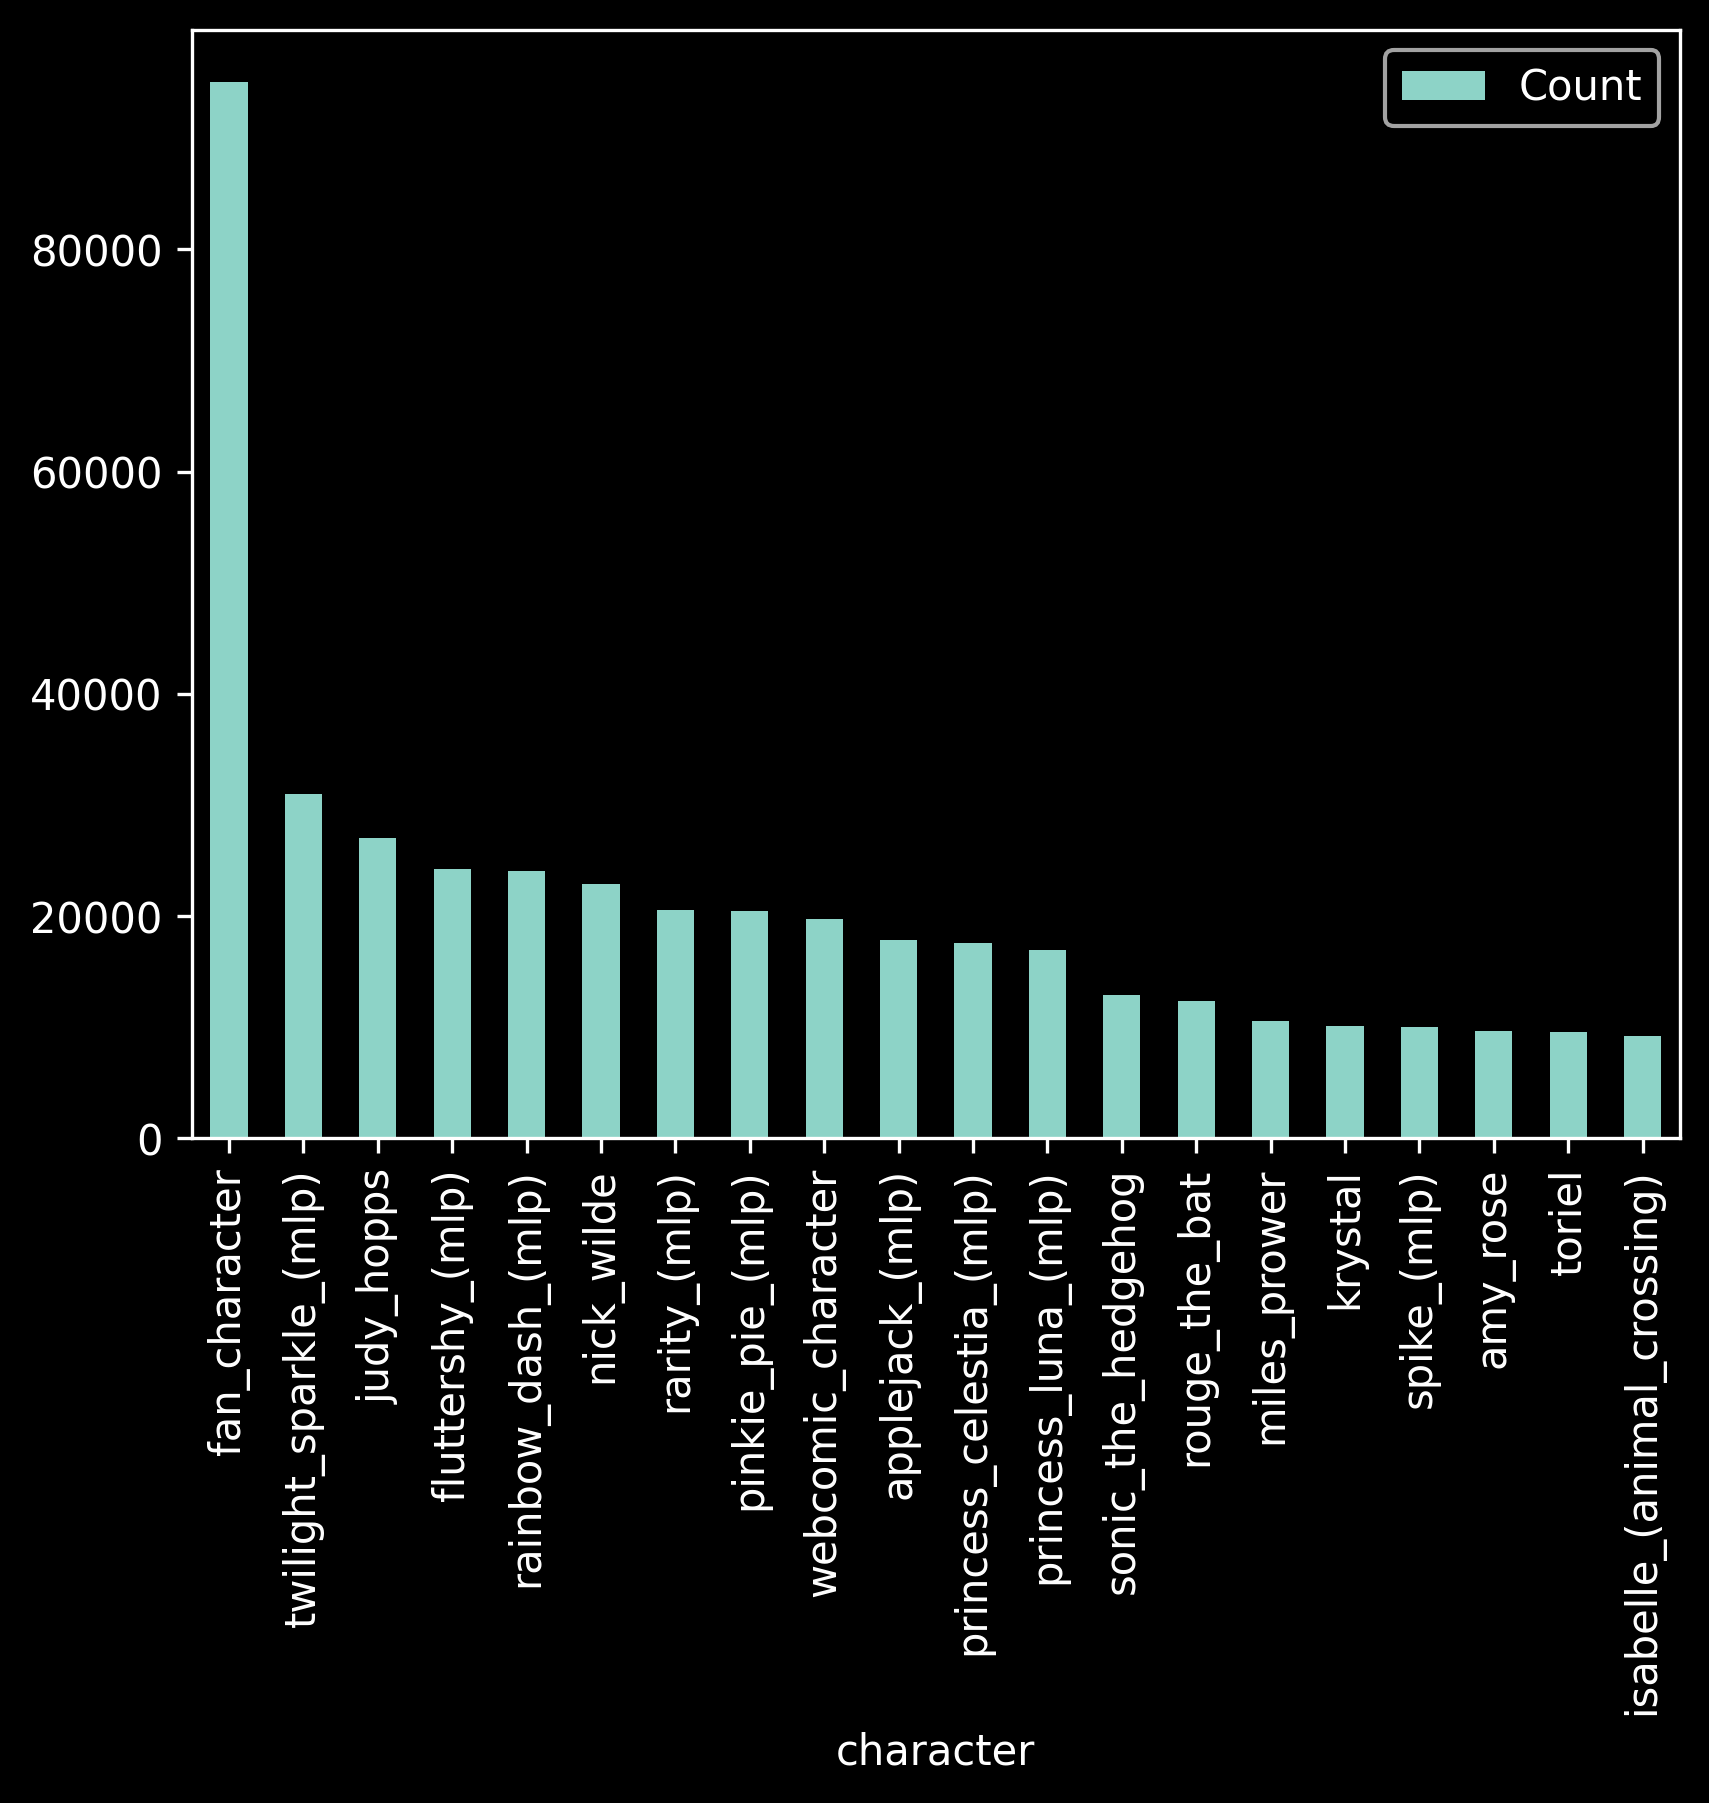 Count
80000
60000
40000
20000
0
fan_character
twilight_sparkle_(mlp)
judy_hopps
fluttershy_(mlp)
rainbow_dash_(mlp)
nick_wilde
rarity_(mlp)
pinkie_pie_(mlp)
webcomic_character
applejack_(mlp)
princess_celestia_(mlp)
princess_luna_(mlp)
sonic_the_hedgehog
rouge_the_bat
miles_prower
krystal
spike_(mlp)
amy_rose
toriel
isabelle_(animal_crossing)
character